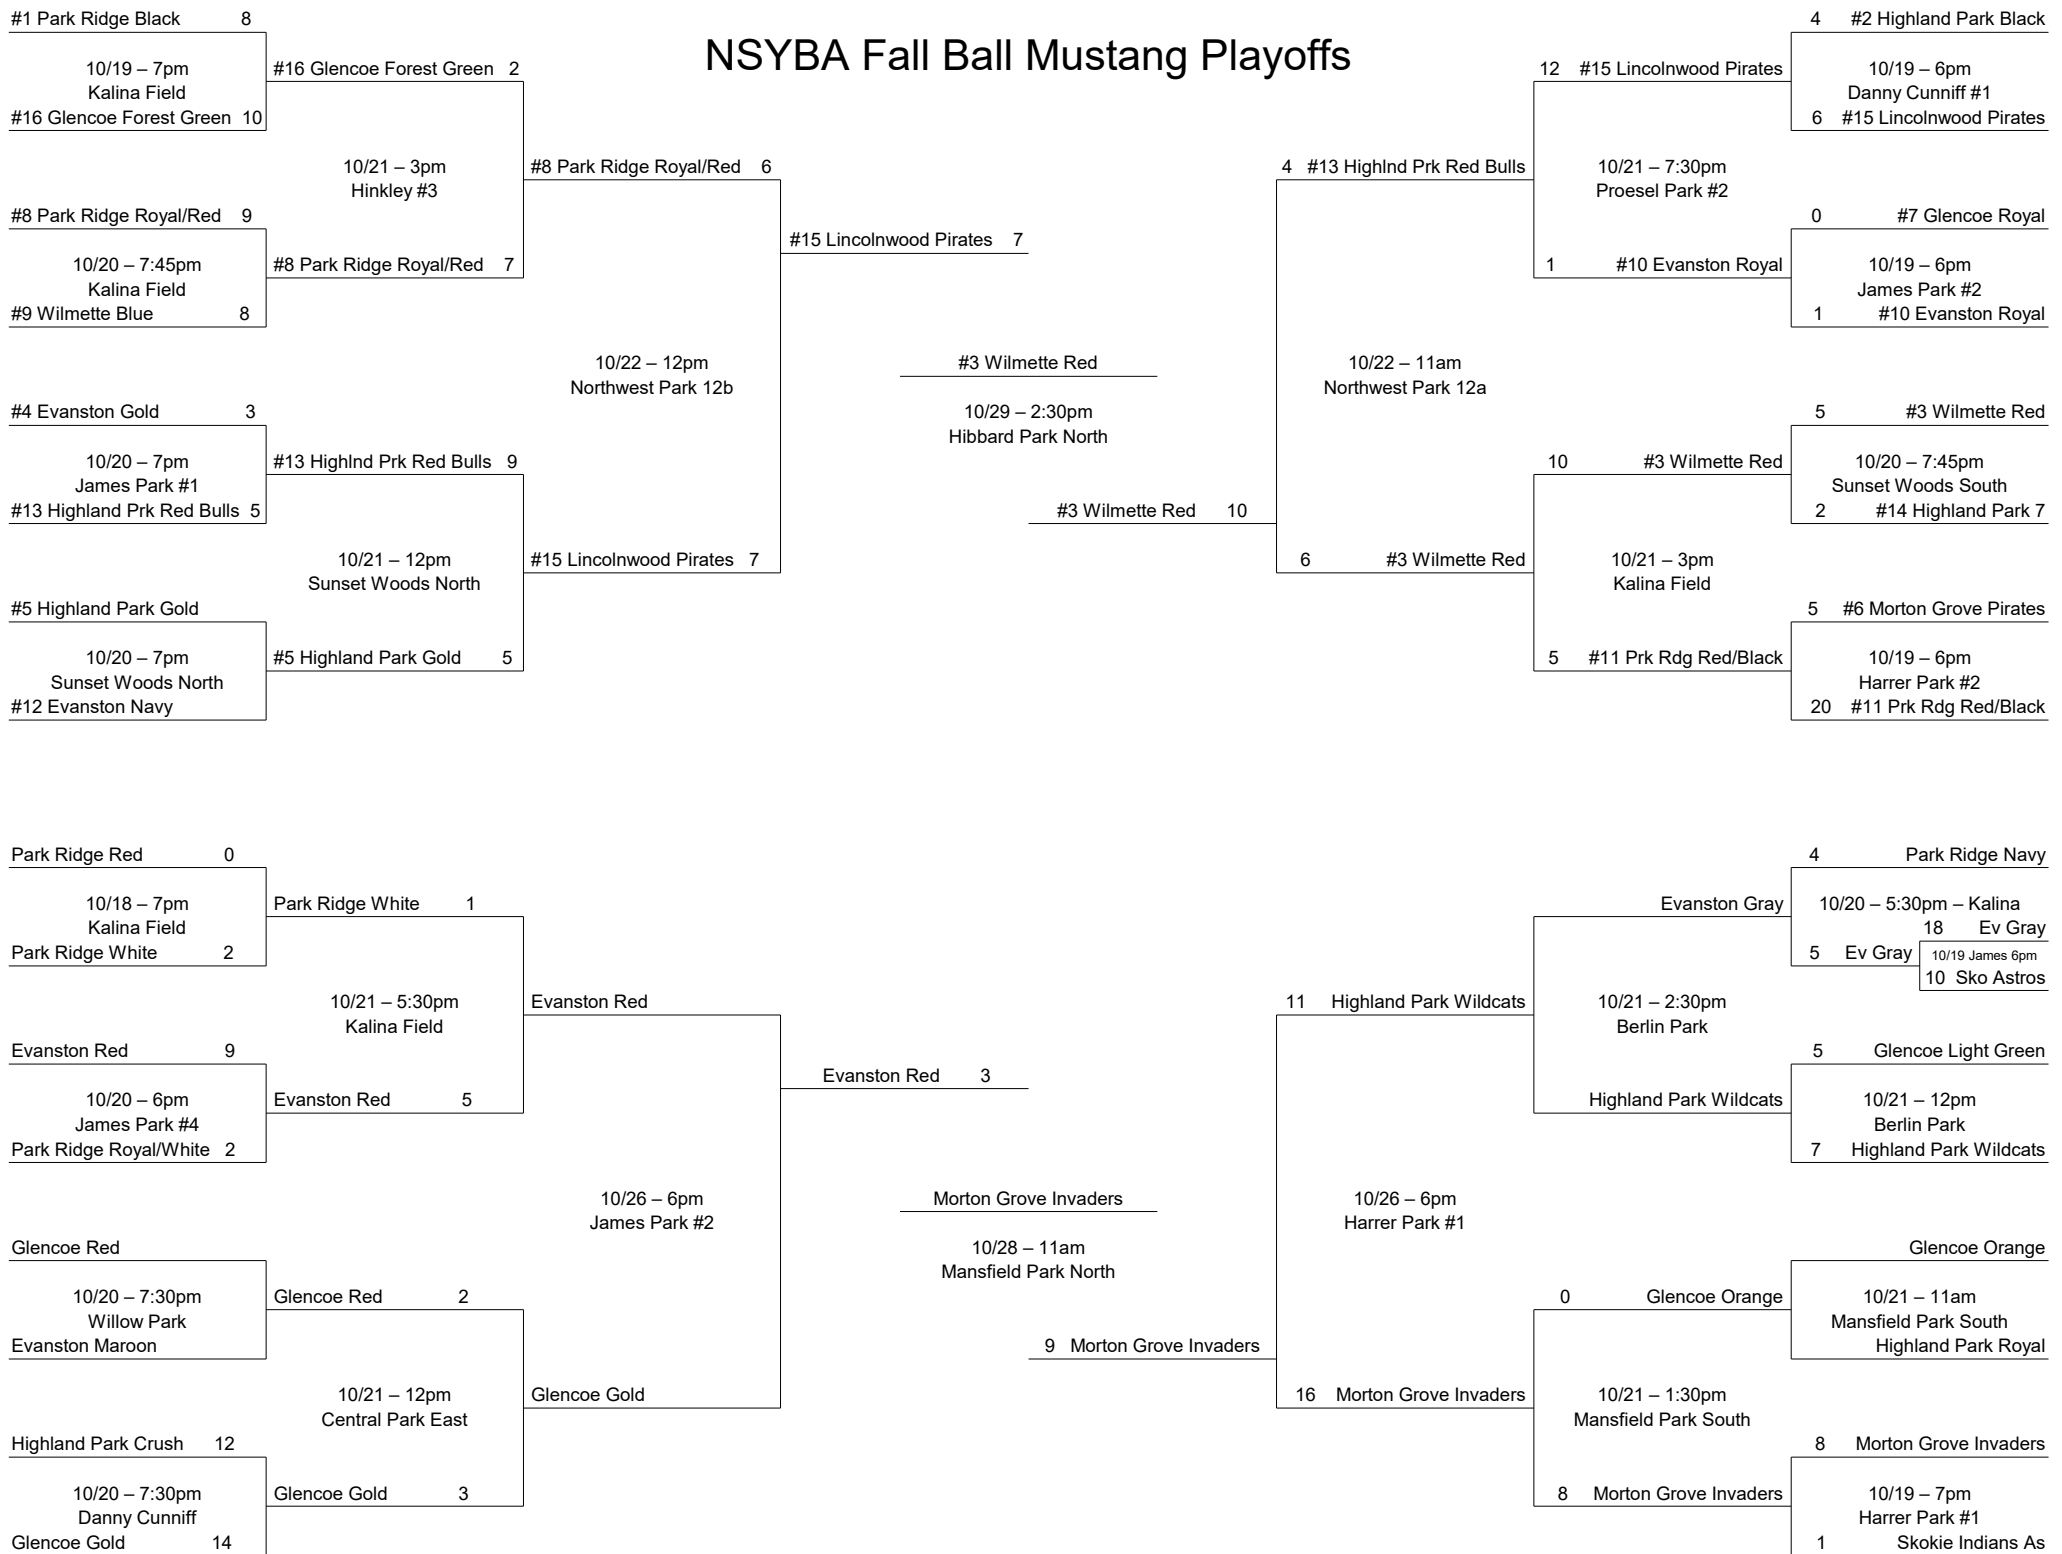 NSYBA Fall Ball Mustang Playoffs
#1 Park Ridge Black 8
10/19 – 7pm
Kalina Field
#16 Glencoe Forest Green 10
#8 Park Ridge Royal/Red 9
10/20 – 7:45pm
Kalina Field
#9 Wilmette Blue 8
#4 Evanston Gold 3
10/20 – 7pm
James Park #1
#13 Highland Prk Red Bulls 5
#5 Highland Park Gold
10/20 – 7pm
Sunset Woods North
#12 Evanston Navy
#16 Glencoe Forest Green 2
10/21 – 3pm
Hinkley #3
#8 Park Ridge Royal/Red 7
#13 Highlnd Prk Red Bulls 9
10/21 – 12pm
Sunset Woods North
#5 Highland Park Gold 5
#8 Park Ridge Royal/Red 6
10/22 – 12pm
Northwest Park 12b
#15 Lincolnwood Pirates 7
#15 Lincolnwood Pirates 7
#3 Wilmette Red
10/29 – 2:30pm
Hibbard Park North
#3 Wilmette Red 10
4 #13 Highlnd Prk Red Bulls
10/22 – 11am
Northwest Park 12a
6 #3 Wilmette Red
12 #15 Lincolnwood Pirates
10/21 – 7:30pm
Proesel Park #2
1 #10 Evanston Royal
10 #3 Wilmette Red
10/21 – 3pm
Kalina Field
5 #11 Prk Rdg Red/Black
4 #2 Highland Park Black
10/19 – 6pm
Danny Cunniff #1
6 #15 Lincolnwood Pirates
0 #7 Glencoe Royal
10/19 – 6pm
James Park #2
1 #10 Evanston Royal
5 #3 Wilmette Red
10/20 – 7:45pm
Sunset Woods South
2 #14 Highland Park 7
5 #6 Morton Grove Pirates
10/19 – 6pm
Harrer Park #2
20 #11 Prk Rdg Red/Black
Park Ridge Red 0
10/18 – 7pm
Kalina Field
Park Ridge White 2
Evanston Red 9
10/20 – 6pm
James Park #4
Park Ridge Royal/White 2
Glencoe Red
10/20 – 7:30pm
Willow Park
Evanston Maroon
Highland Park Crush 12
10/20 – 7:30pm
Danny Cunniff
Glencoe Gold 14
Park Ridge White 1
10/21 – 5:30pm
Kalina Field
Evanston Red 5
Glencoe Red 2
10/21 – 12pm
Central Park East
Glencoe Gold 3
Evanston Red
10/26 – 6pm
James Park #2
Glencoe Gold
Evanston Red 3
Morton Grove Invaders
10/28 – 11am
Mansfield Park North
9 Morton Grove Invaders
11 Highland Park Wildcats
10/26 – 6pm
Harrer Park #1
16 Morton Grove Invaders
Evanston Gray
10/21 – 2:30pm
Berlin Park
Highland Park Wildcats
0 Glencoe Orange
10/21 – 1:30pm
Mansfield Park South
8 Morton Grove Invaders
4 Park Ridge Navy
10/20 – 5:30pm – Kalina
18 Ev Gray
5 Ev Gray
10/19 James 6pm
10 Sko Astros
5 Glencoe Light Green
10/21 – 12pm
Berlin Park
7 Highland Park Wildcats
Glencoe Orange
10/21 – 11am
Mansfield Park South
Highland Park Royal
8 Morton Grove Invaders
10/19 – 7pm
Harrer Park #1
1 Skokie Indians As